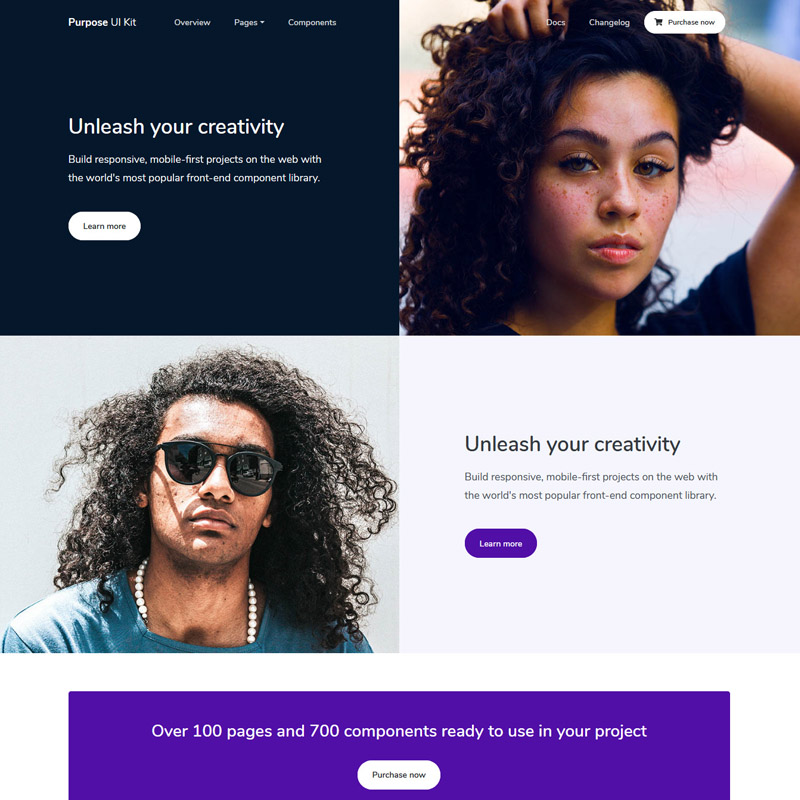 Purpose UI Kit Overview Pages Components Docs Changelog Purchase now
Unleash your creativity
Build responsive, mobile-first projects on the web with
the world's most popular front-end component library.
Learn more
Unleash your creativity
Build responsive, mobile-first projects on the web with
the world's most popular front-end component library.
Learn more
Over 100 pages and 700 components ready to use in your project
Purchase now